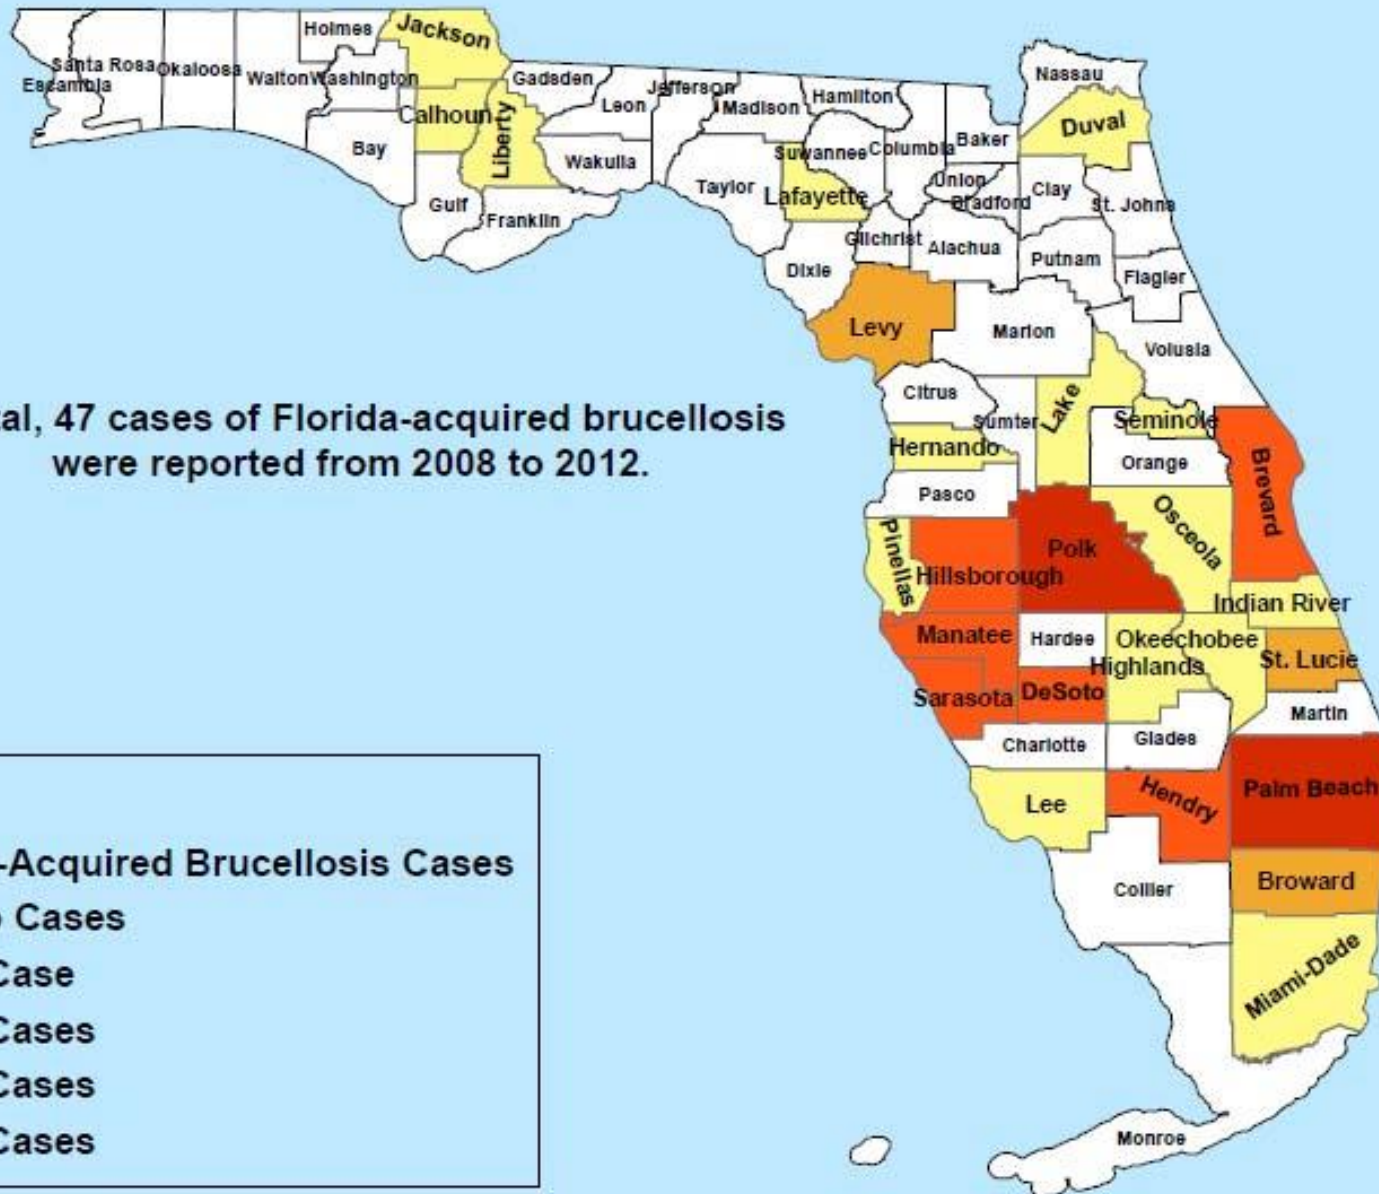 Holmes
Jackson
Santa Rosa
Okaloosa
Escambia
Walton
Washington
Gadsden
Jefferson
Leon
Madison
Hamilton
Nassau
Calhoun
Liberty
Bay
Wakulla
Suwannee
Columbia
Baker
Duval
Taylor
Lafayette
Union
Bradford
Clay
St. Johns
Gulf
Franklin
Gilchrist
Alachua
Putnam
Dixie
Flagler
Levy
Marion
Volusia
Citrus
Sumter
Lake
Seminole
al, 47 cases of Florida-acquired brucellosis
were reported from 2008 to 2012.
Hernando
Orange
Brevard
Pasco
Pinellas
Hillsborough
Polk
Osceola
Indian River
Manatee
Hardee
Okeechobee
Highlands
St. Lucie
Sarasota
DeSoto
Martin
Charlotte
Glades
Lee
Hendry
Palm Beach
-Acquired Brucellosis Cases
Cases
Case
Cases
Cases
Cases
Collier
Broward
Miami-Dade
Monroe